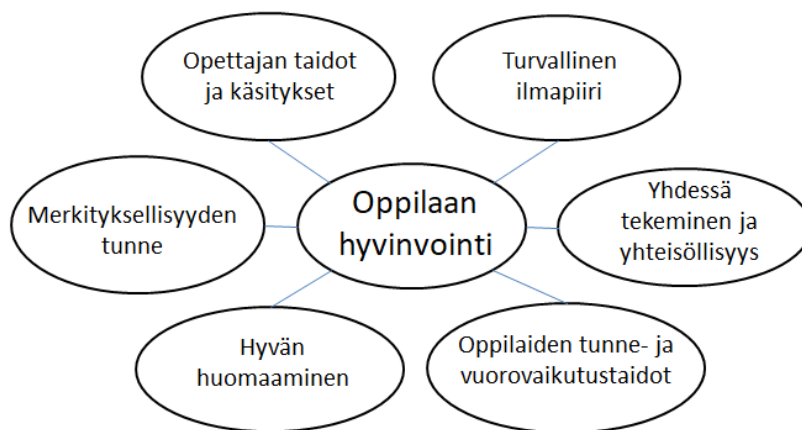 Opettajan taidot
ja käsitykset
Turvallinen
ilmapiiri
Merkityksellisyyden
tunne
Oppilaan
hyvinvointi
Yhdessä
tekeminen ja
yhteisöllisyys
Hyvän
huomaaminen
Oppilaiden tunne- ja
vuorovaikutustaidot